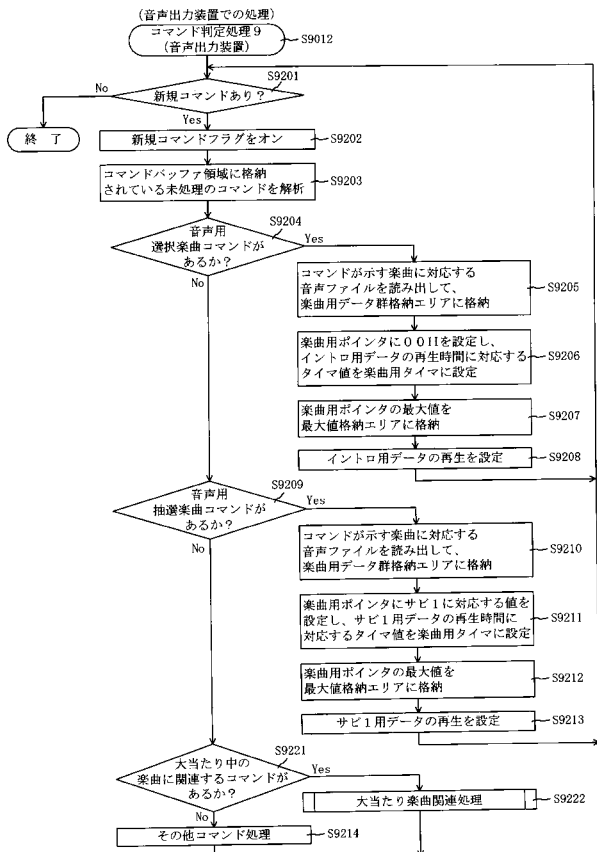 (音声出力装置での処理)
コマンド判定処理9
(音声出力装置)
S9012
S9201
No
新規コマンドあり?
Yes
終 了
新規コマンドフラグをオン
S9202
コマンドバッファ領域に格納
されている未処理のコマンドを解析
S9203
S9204
音声用
選択楽曲コマンドが
あるか?
Yes
No
コマンドが示す楽曲に対応する
音声ファイルを読み出して、
楽曲用データ群格納エリアに格納
S9205
楽曲用ポインタに00Hを設定し、
イントロ用データの再生時間に対応する
タイマ値を楽曲用タイマに設定
S9206
楽曲用ポインタの最大値を
最大値格納エリアに格納
S9207
イントロ用データの再生を設定
S9208
S9209
音声用
抽選楽曲コマンドが
あるか?
Yes
No
コマンドが示す楽曲に対応する
音声ファイルを読み出して、
楽曲用データ群格納エリアに格納
S9210
楽曲用ポインタにサビ1に対応する値を
設定し、サビ1用データの再生時間に
対応するタイマ値を楽曲用タイマに設定
S9211
楽曲用ポインタの最大値を
最大値格納エリアに格納
S9212
サビ1用データの再生を設定
S9213
S9221
大当たり中の
楽曲に関連するコマンドが
あるか?
Yes
No
大当たり楽曲関連処理
S9222
その他コマンド処理
S9214